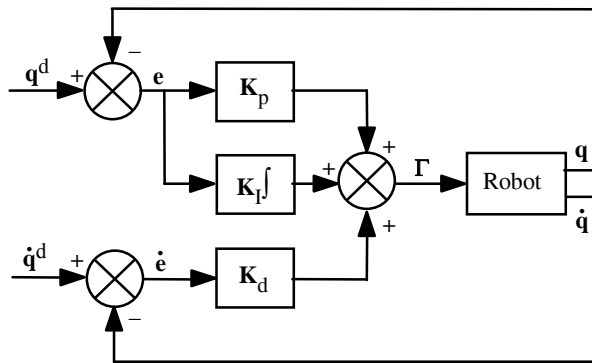 −
q^d + e K_p
+
K_I∫ + Γ Robot q
q̇
+
q̇^d + ė K_d
−